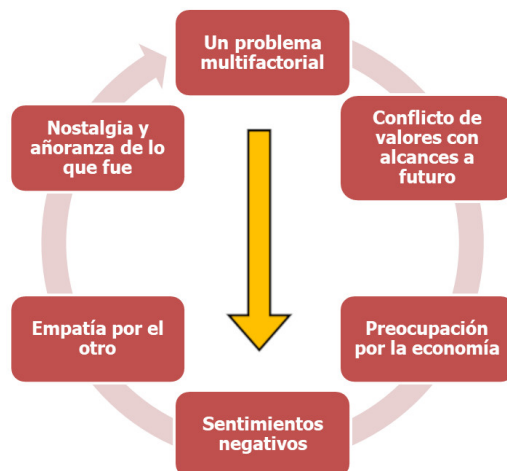 Un problema
multifactorial
Conflicto de
valores con
alcances a
futuro
Preocupación
por la economía
Sentimientos
negativos
Empatía por el
otro
Nostalgia y
añoranza de lo
que fue